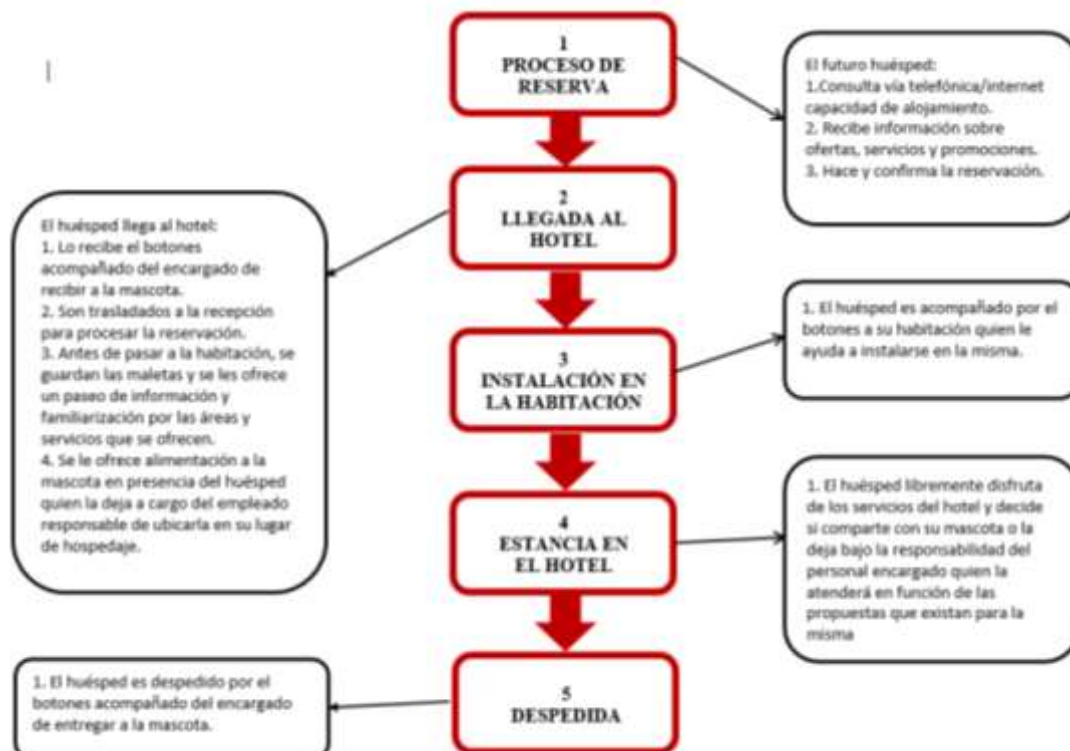 1
PROCESO DE
RESERVA
El futuro huésped:
1.Consulta vía telefónica/internet
capacidad de alojamiento.
2. Recibe información sobre
ofertas, servicios y promociones.
3. Hace y confirma la reservación.
2
LLEGADA AL
HOTEL
El huésped llega al hotel:
1. Lo recibe el botones
acompañado del encargado de
recibir a la mascota.
2. Son trasladados a la recepción
para procesar la reservación.
3. Antes de pasar a la habitación, se
guardan las maletas y se les ofrece
un paseo de información y
familiarización por las áreas y
servicios que se ofrecen.
4. Se le ofrece alimentación a la
mascota en presencia del huésped
quien la deja a cargo del empleado
responsable de ubicarla en su lugar
de hospedaje.
3
INSTALACIÓN EN
LA HABITACIÓN
1. El huésped es acompañado por el
botones a su habitación quien le
ayuda a instalarse en la misma.
4
ESTANCIA EN
EL HOTEL
1. El huésped libremente disfruta
de los servicios del hotel y decide
si comparte con su mascota o la
deja bajo la responsabilidad del
personal encargado quien la
atenderá en función de las
propuestas que existan para la
misma
5
DESPEDIDA
1. El huésped es despedido por el
botones acompañado del encargado
de entregar a la mascota.